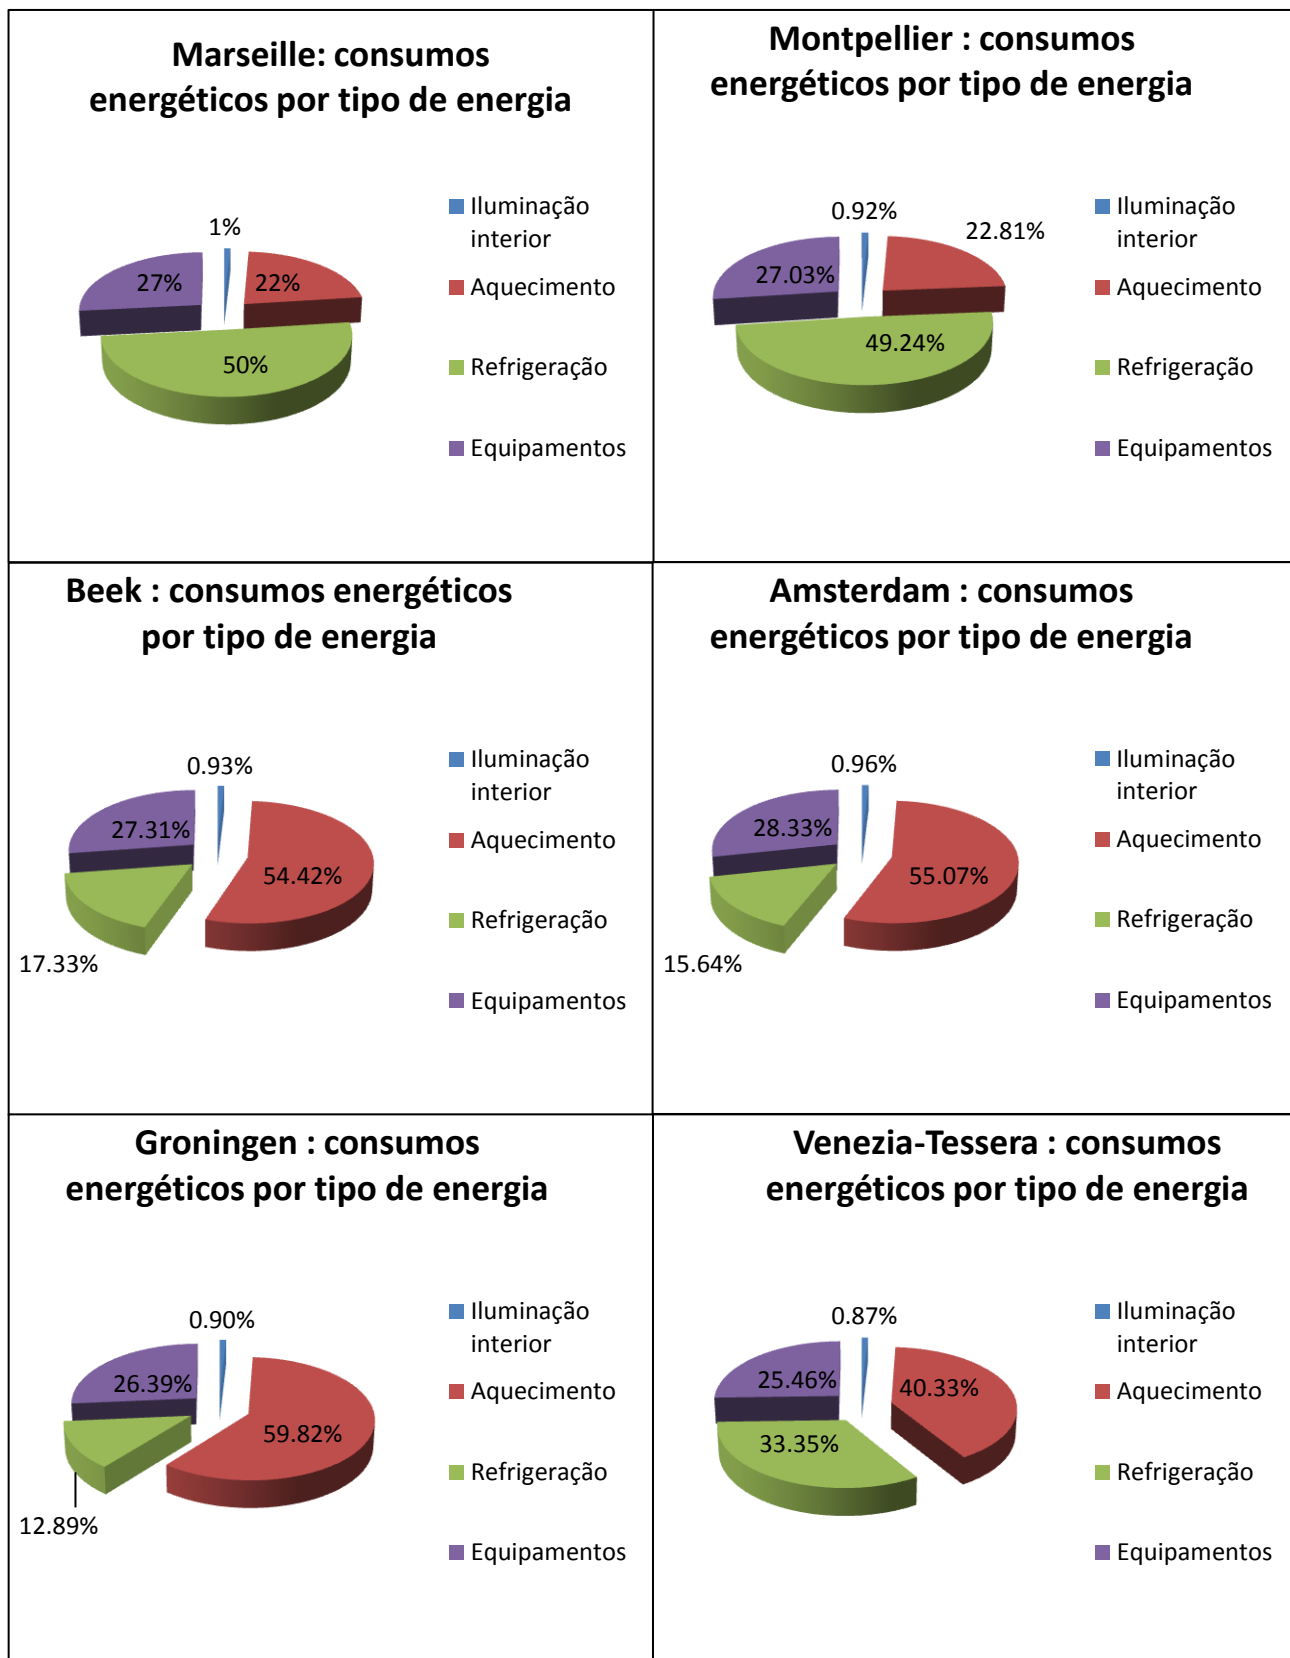 Marseille: consumos
energéticos por tipo de energia
1%
22%
50%
27%
Iluminação
interior
Aquecimento
Refrigeração
Equipamentos
Montpellier : consumos
energéticos por tipo de energia
0.92%
22.81%
49.24%
27.03%
Iluminação
interior
Aquecimento
Refrigeração
Equipamentos
Beek : consumos energéticos
por tipo de energia
0.93%
54.42%
17.33%
27.31%
Iluminação
interior
Aquecimento
Refrigeração
Equipamentos
Amsterdam : consumos
energéticos por tipo de energia
0.96%
55.07%
15.64%
28.33%
Iluminação
interior
Aquecimento
Refrigeração
Equipamentos
Groningen : consumos
energéticos por tipo de energia
0.90%
59.82%
12.89%
26.39%
Iluminação
interior
Aquecimento
Refrigeração
Equipamentos
Venezia-Tessera : consumos
energéticos por tipo de energia
0.87%
40.33%
33.35%
25.46%
Iluminação
interior
Aquecimento
Refrigeração
Equipamentos